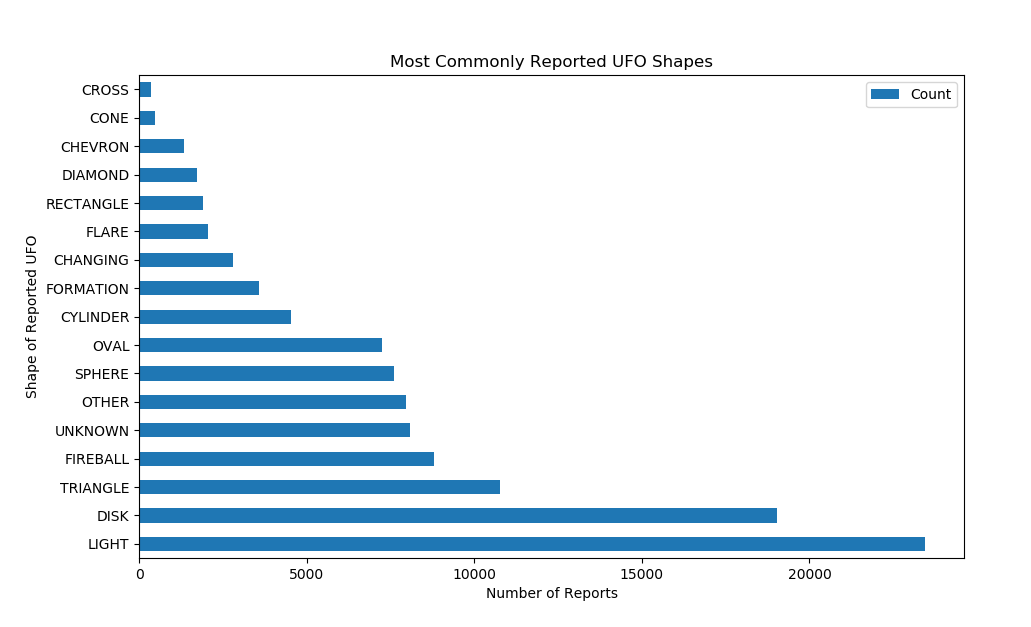 Most Commonly Reported UFO Shapes
Count
CROSS
CONE
CHEVRON
DIAMOND
RECTANGLE
FLARE
CHANGING
FORMATION
CYLINDER
OVAL
SPHERE
OTHER
UNKNOWN
FIREBALL
TRIANGLE
DISK
LIGHT
Shape of Reported UFO
0 5000 10000 15000 20000
Number of Reports